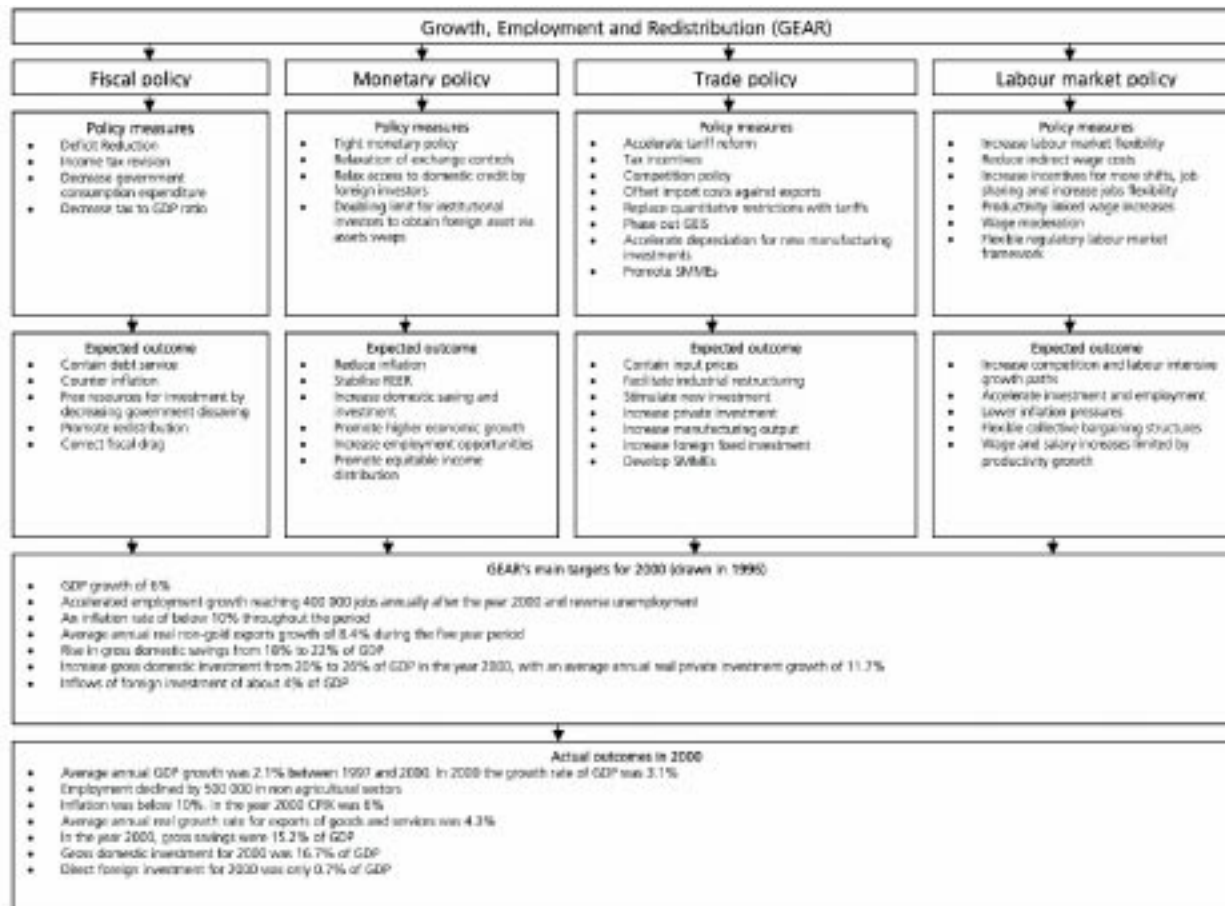 Growth, Employment and Redistribution (GEAR)
Fiscal policy
Monetary policy
Trade policy
Labour market policy
Policy measures
• Deficit Reduction
• Income tax revision
• Decrease government
consumption expenditure
• Decrease tax to GDP ratio
Policy measures
• Tight monetary policy
• Relaxation of exchange controls
• Relax access to domestic credit by
foreign investors
• Doubling limit for institutional
investors to obtain foreign asset via
assets swaps
Policy measures
• Accelerate tariff reform
• Tax incentives
• Competition policy
• Offset import costs against exports
• Replace quantitative restrictions with tariffs
• Phase out GEIS
• Accelerate depreciation for new manufacturing
investments
• Promote SMMEs
Policy measures
• Increase labour market flexibility
• Reduce indirect wage costs
• Increase incentives for more shifts, job
sharing and increase jobs flexibility
• Productivity linked wage increases
• Wage moderation
• Flexible regulatory labour market
framework
Expected outcome
• Contain debt service
• Counter inflation
• Free resources for investment by
decreasing government dissaving
• Promote redistribution
• Correct fiscal drag
Expected outcome
• Reduce inflation
• Stabilise REER
• Increase domestic saving and
investment
• Promote higher economic growth
• Increase employment opportunities
• Promote equitable income
distribution
Expected outcome
• Contain input prices
• Facilitate industrial restructuring
• Stimulate new investment
• Increase private investment
• Increase manufacturing output
• Increase foreign fixed investment
• Develop SMMEs
Expected outcome
• Increase competition and labour intensive
growth paths
• Accelerate investment and employment
• Lower inflation pressures
• Flexible collective bargaining structures
• Wage and salary increases limited by
productivity growth
GEAR's main targets for 2000 (drawn in 1996)
• GDP growth of 6%
• Accelerated employment growth reaching 400 000 jobs annually after the year 2000 and reverse unemployment
• An inflation rate of below 10% throughout the period
• Average annual real non-gold exports growth of 8.4% during the five year period
• Rise in gross domestic savings from 18% to 22% of GDP
• Increase gross domestic investment from 20% to 26% of GDP in the year 2000, with an average annual real private investment growth of 11.7%
• Inflows of foreign investment of about 4% of GDP
Actual outcomes in 2000
• Average annual GDP growth was 2.1% between 1997 and 2000. In 2000 the growth rate of GDP was 3.1%
• Employment declined by 500 000 in non agricultural sectors
• Inflation was below 10%. In the year 2000 CPIX was 6%
• Average annual real growth rate for exports of goods and services was 4.3%
• In the year 2000, gross savings were 15.2% of GDP
• Gross domestic investment for 2000 was 16.7% of GDP
• Direct foreign investment for 2000 was only 0.7% of GDP